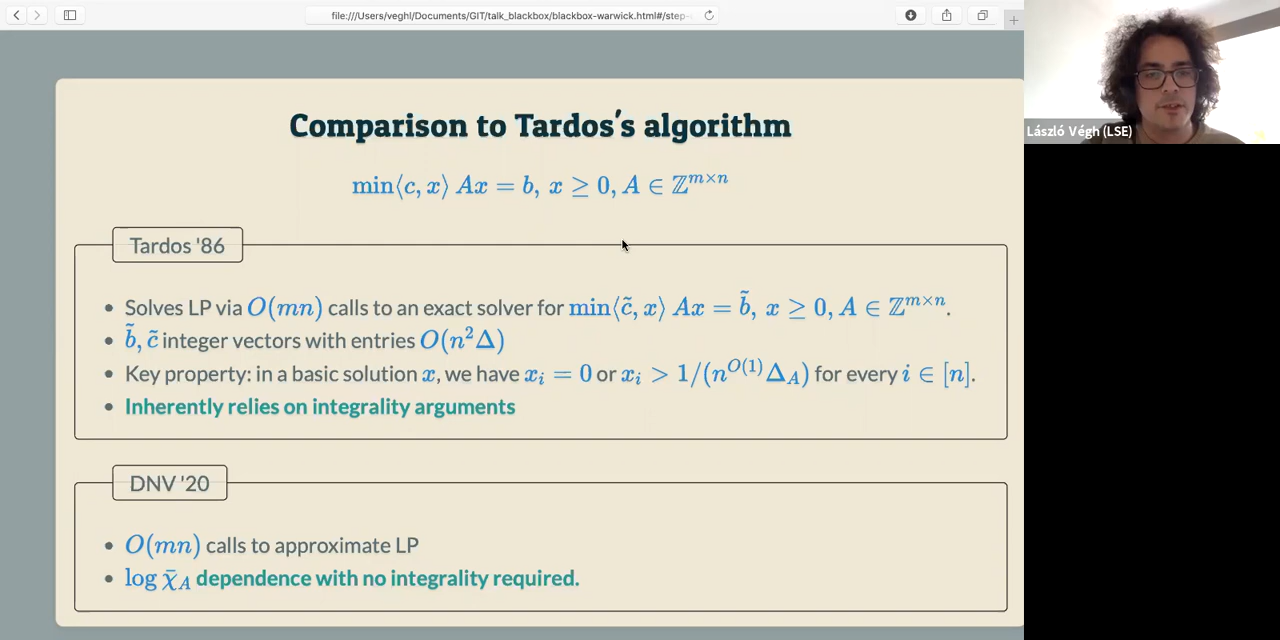 file:///Users/veghl/Documents/GIT/talk_blackbox/blackbox-warwick.html#/step-
Comparison to Tardos's algorithm
min⟨c, x⟩ Ax = b, x ≥ 0, A ∈ ℤ^{m×n}
Tardos '86
• Solves LP via O(mn) calls to an exact solver for min⟨c̃, x⟩ Ax = b̃, x ≥ 0, A ∈ ℤ^{m×n}.
• b̃, c̃ integer vectors with entries O(n²Δ)
• Key property: in a basic solution x, we have x_i = 0 or x_i > 1/(n^{O(1)}Δ_A) for every i ∈ [n].
• Inherently relies on integrality arguments
DNV '20
• O(mn) calls to approximate LP
• log χ̄_A dependence with no integrality required.
László Végh (LSE)